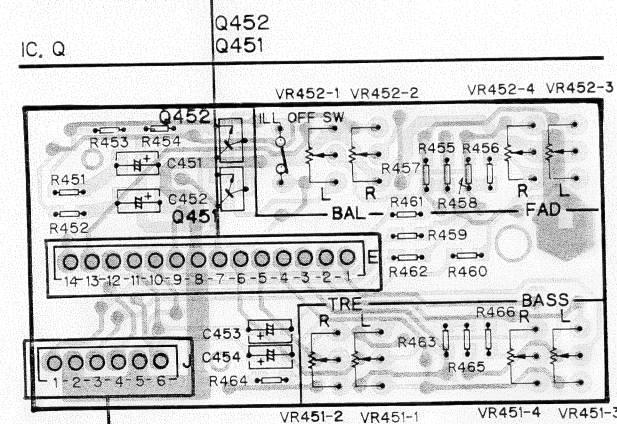 Q452
IC, Q Q451
VR452-1 VR452-2 VR452-4 VR452-3
Q452 ILL OFF SW
R453 R454
R455 R456
C451
R457
R451
L R R L
C452
R458
Q451 BAL R461 FAD
R452
R459
E
R462 R460
14-13-12-11-10-9-8-7-6-5-4-3-2-1
TRE BASS
R L R466 R L
C453
R463
C454
J
R465
1-2-3-4-5-6
R464
VR451-2 VR451-1 VR451-4 VR451-3